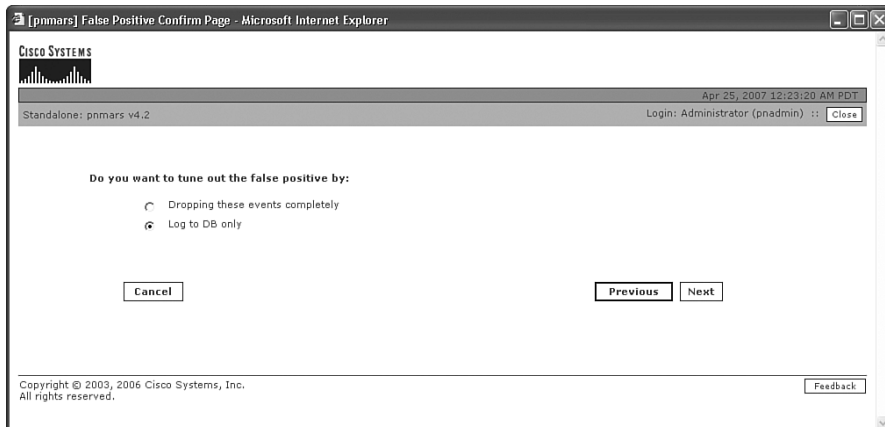 [pnmars] False Positive Confirm Page - Microsoft Internet Explorer
CISCO SYSTEMS
Apr 25, 2007 12:23:20 AM PDT
Standalone: pnmars v4.2
Login: Administrator (pnadmin) :: Close
Do you want to tune out the false positive by:
Dropping these events completely
Log to DB only
Cancel
Previous
Next
Copyright © 2003, 2006 Cisco Systems, Inc.
All rights reserved.
Feedback